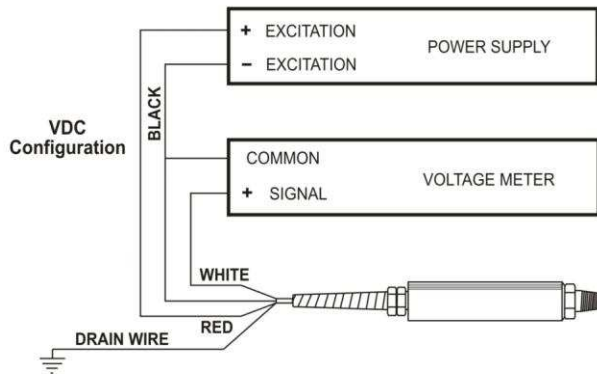 + EXCITATION
- EXCITATION
POWER SUPPLY
BLACK
VDC
Configuration
COMMON
+ SIGNAL
VOLTAGE METER
WHITE
RED
DRAIN WIRE